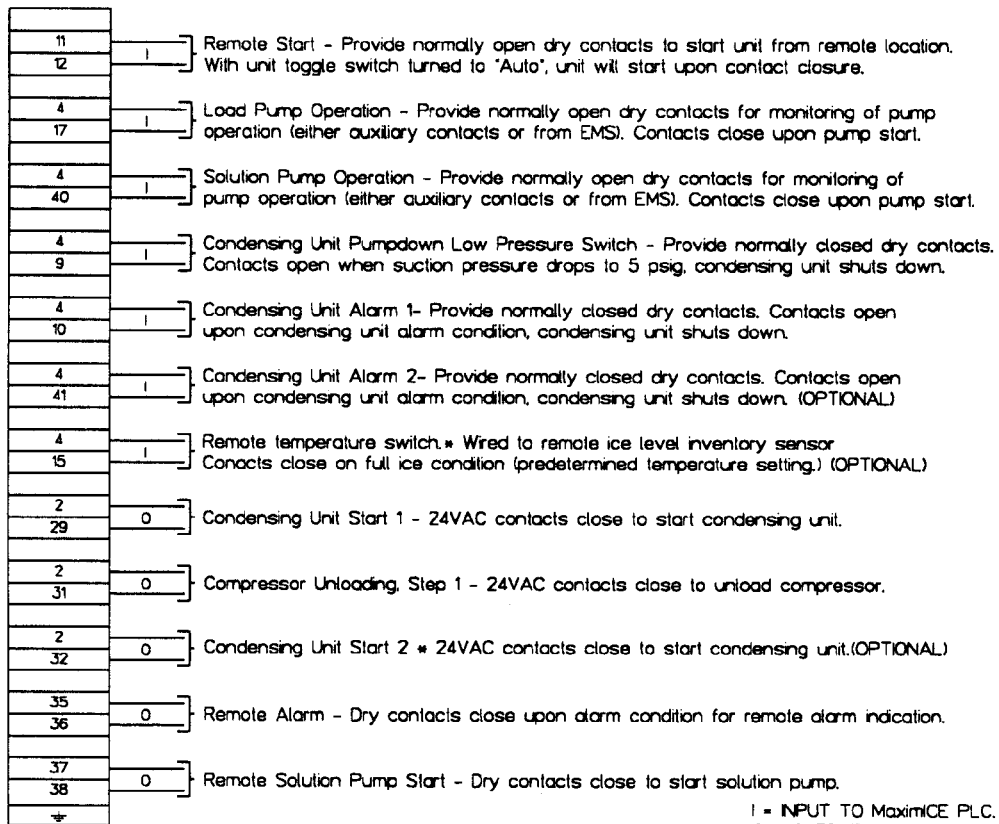 11
12
I
Remote Start - Provide normally open dry contacts to start unit from remote location.
With unit toggle switch turned to "Auto", unit will start upon contact closure.
4
17
I
Load Pump Operation - Provide normally open dry contacts for monitoring of pump
operation (either auxiliary contacts or from EMS). Contacts close upon pump start.
4
40
I
Solution Pump Operation - Provide normally open dry contacts for monitoring of
pump operation (either auxiliary contacts or from EMS). Contacts close upon pump start.
4
9
I
Condensing Unit Pumpdown Low Pressure Switch - Provide normally closed dry contacts.
Contacts open when suction pressure drops to 5 psig, condensing unit shuts down.
4
10
I
Condensing Unit Alarm 1- Provide normally closed dry contacts. Contacts open
upon condensing unit alarm condition, condensing unit shuts down.
4
41
I
Condensing Unit Alarm 2- Provide normally closed dry contacts. Contacts open
upon condensing unit alarm condition, condensing unit shuts down. (OPTIONAL)
4
15
I
Remote temperature switch.* Wired to remote ice level inventory sensor
Conacts close on full ice condition (predetermined temperature setting.) (OPTIONAL)
2
29
O
Condensing Unit Start 1 - 24VAC contacts close to start condensing unit.
2
31
O
Compressor Unloading, Step 1 - 24VAC contacts close to unload compressor.
2
32
O
Condensing Unit Start 2 * 24VAC contacts close to start condensing unit.(OPTIONAL)
35
36
O
Remote Alarm - Dry contacts close upon alarm condition for remote alarm indication.
37
38
O
Remote Solution Pump Start - Dry contacts close to start solution pump.
I = INPUT TO MaximICE PLC.